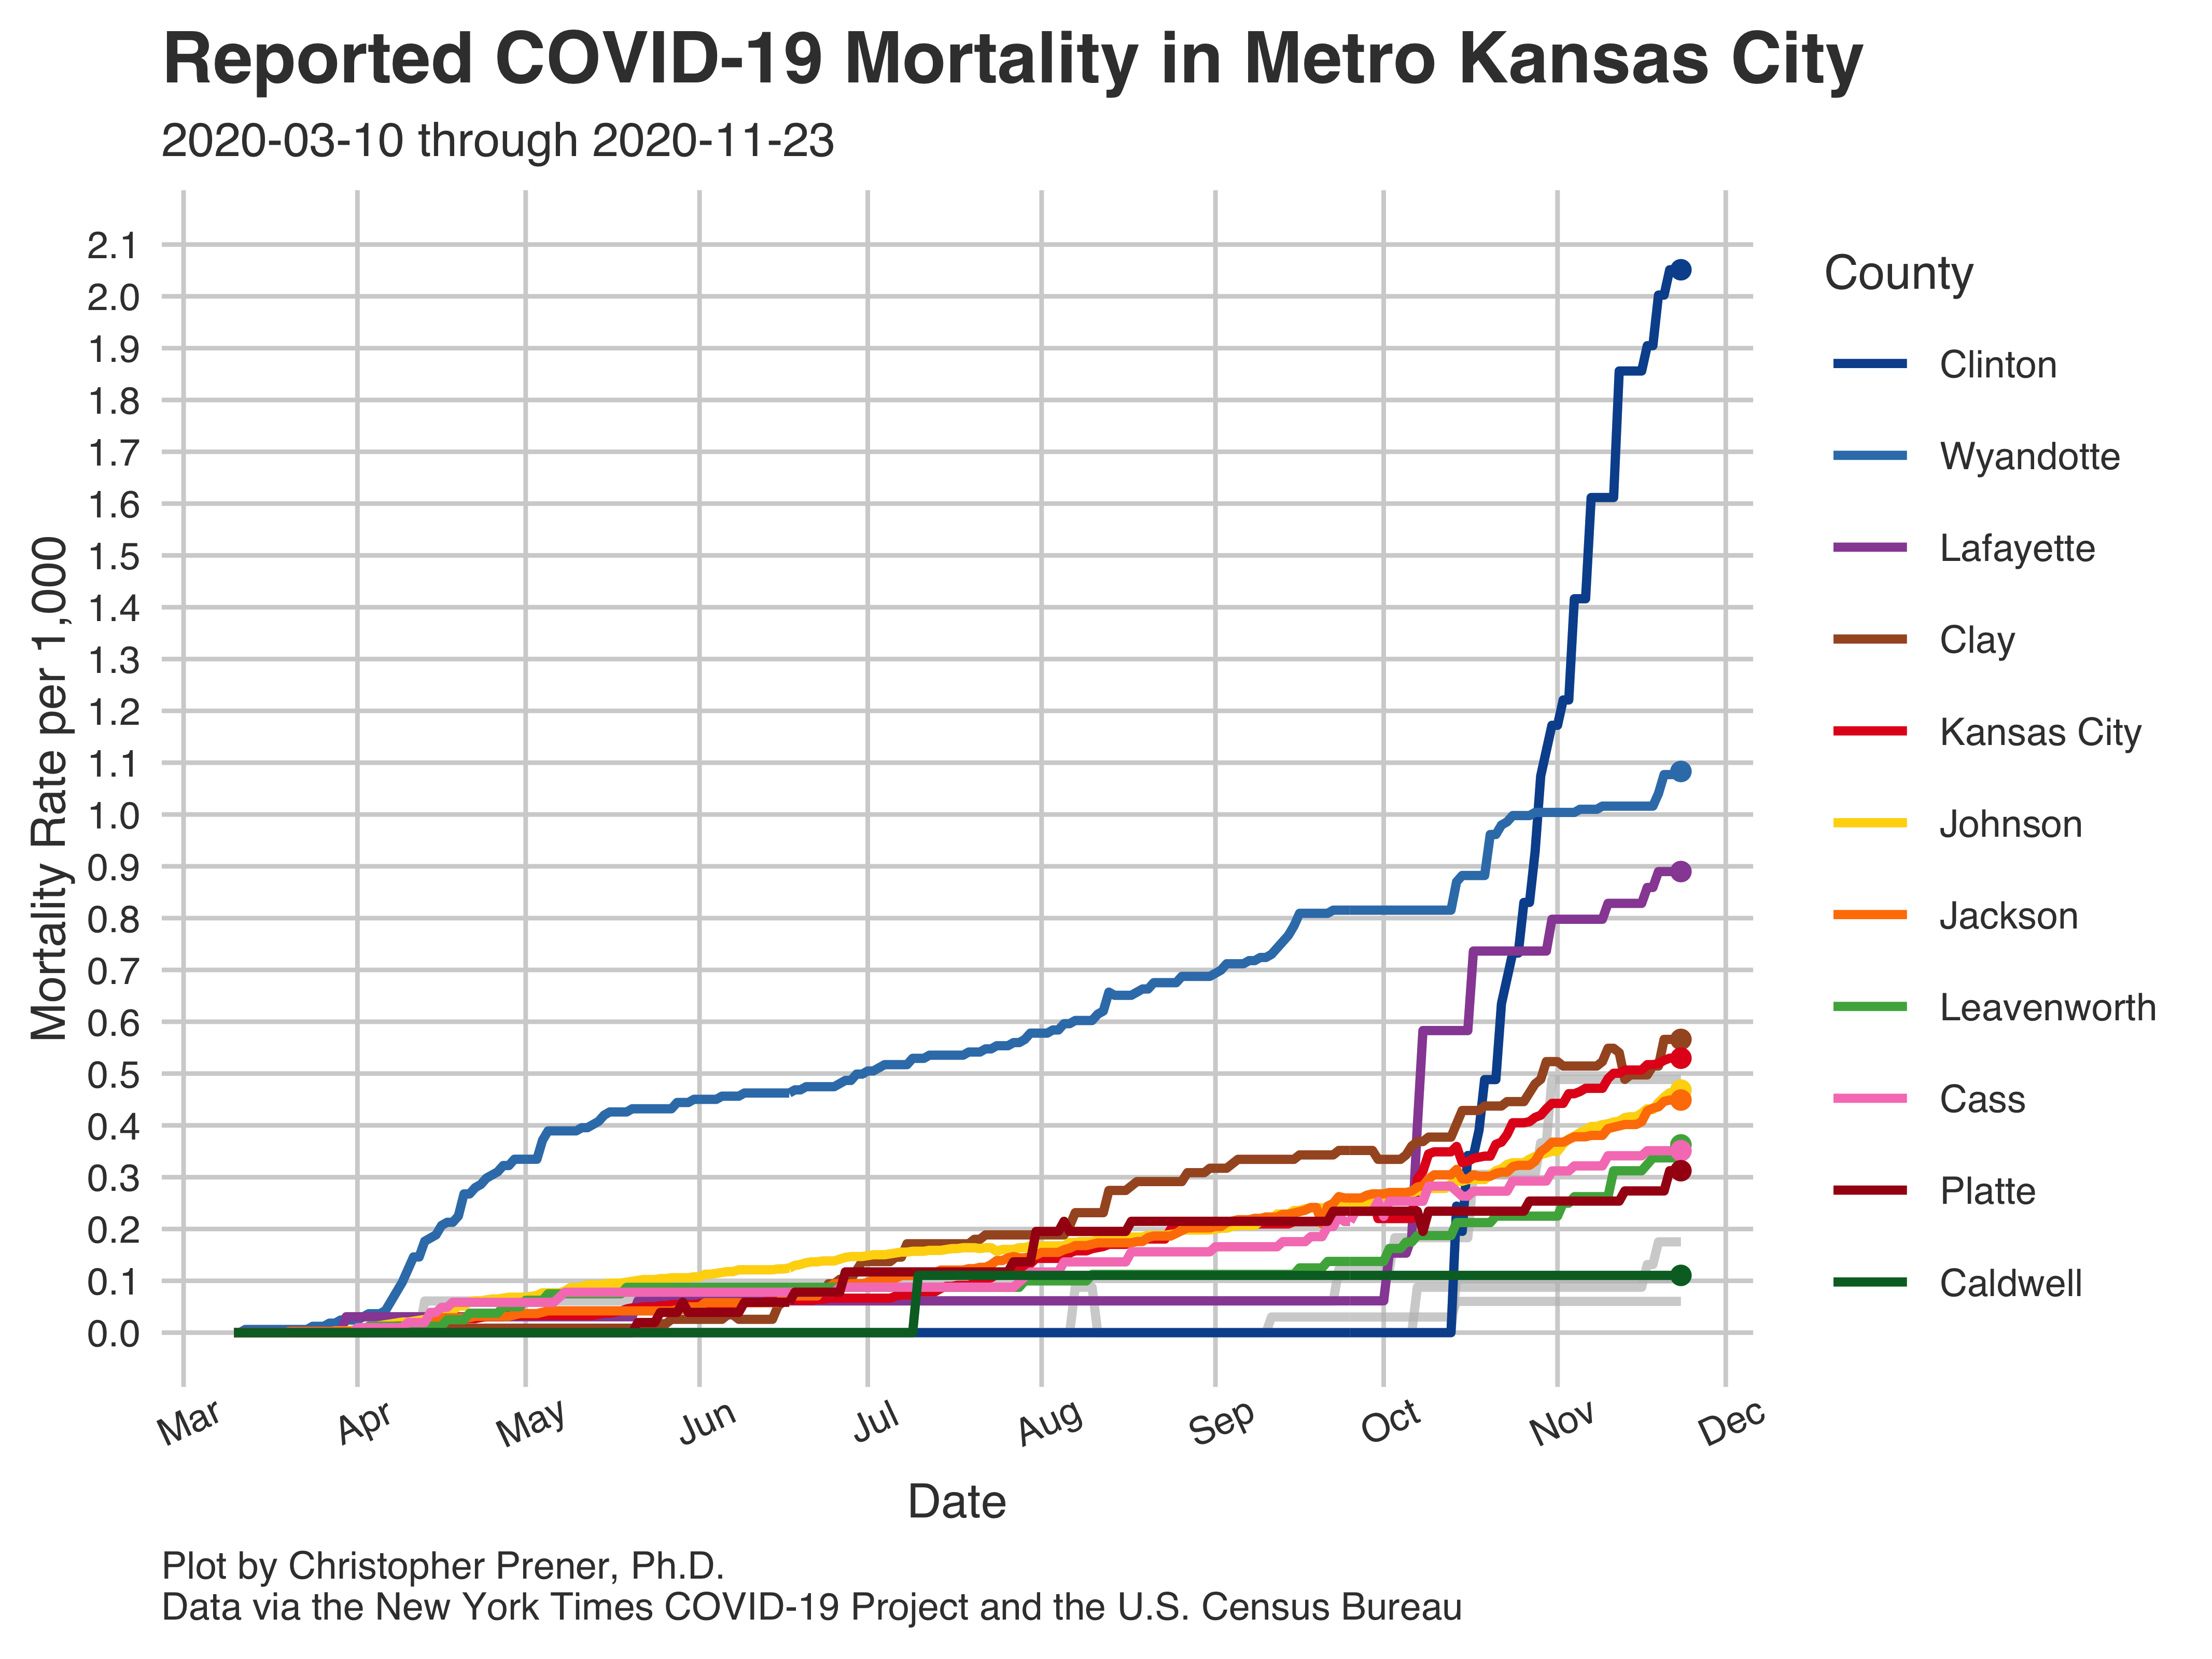 Reported COVID-19 Mortality in Metro Kansas City
2020-03-10 through 2020-11-23
Mortality Rate per 1,000
2.1
2.0
1.9
1.8
1.7
1.6
1.5
1.4
1.3
1.2
1.1
1.0
0.9
0.8
0.7
0.6
0.5
0.4
0.3
0.2
0.1
0.0
Mar
Apr
May
Jun
Jul
Aug
Sep
Oct
Nov
Dec
Date
County
Clinton
Wyandotte
Lafayette
Clay
Kansas City
Johnson
Jackson
Leavenworth
Cass
Platte
Caldwell
Plot by Christopher Prener, Ph.D.
Data via the New York Times COVID-19 Project and the U.S. Census Bureau